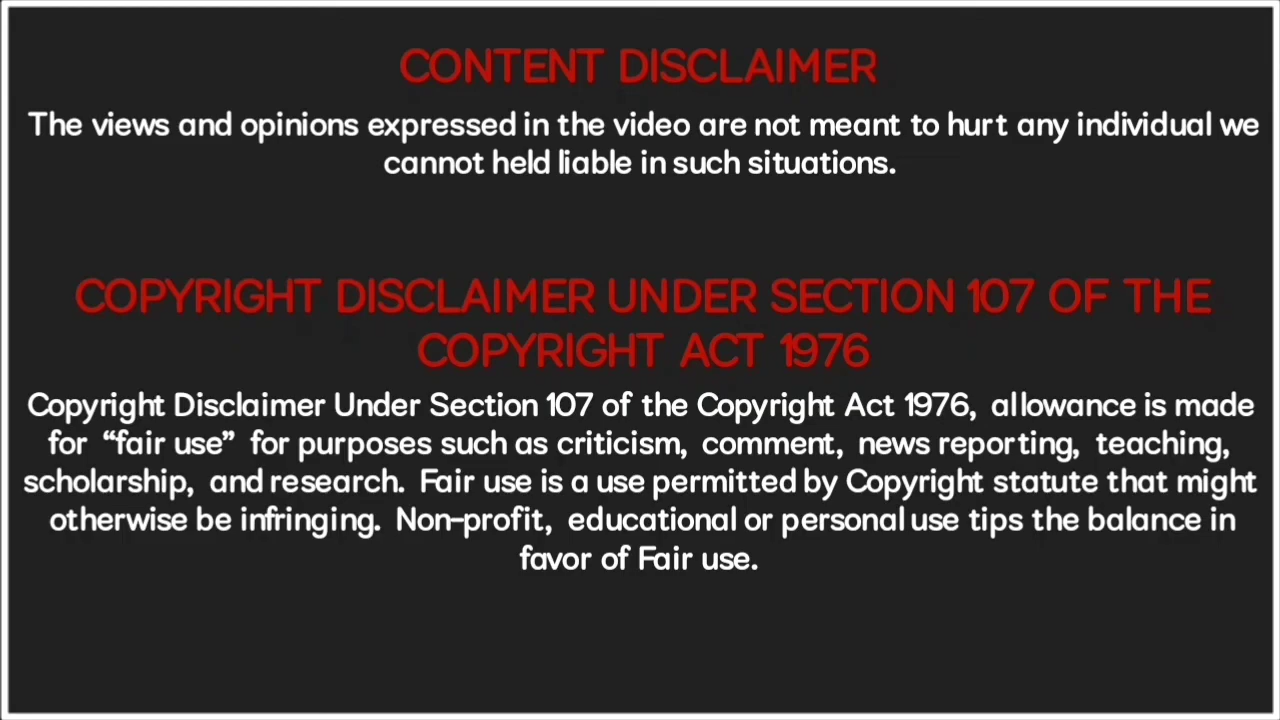 CONTENT DISCLAIMER
The views and opinions expressed in the video are not meant to hurt any individual we
cannot held liable in such situations.
COPYRIGHT DISCLAIMER UNDER SECTION 107 OF THE
COPYRIGHT ACT 1976
Copyright Disclaimer Under Section 107 of the Copyright Act 1976, allowance is made
for “fair use” for purposes such as criticism, comment, news reporting, teaching,
scholarship, and research. Fair use is a use permitted by Copyright statute that might
otherwise be infringing. Non-profit, educational or personal use tips the balance in
favor of Fair use.